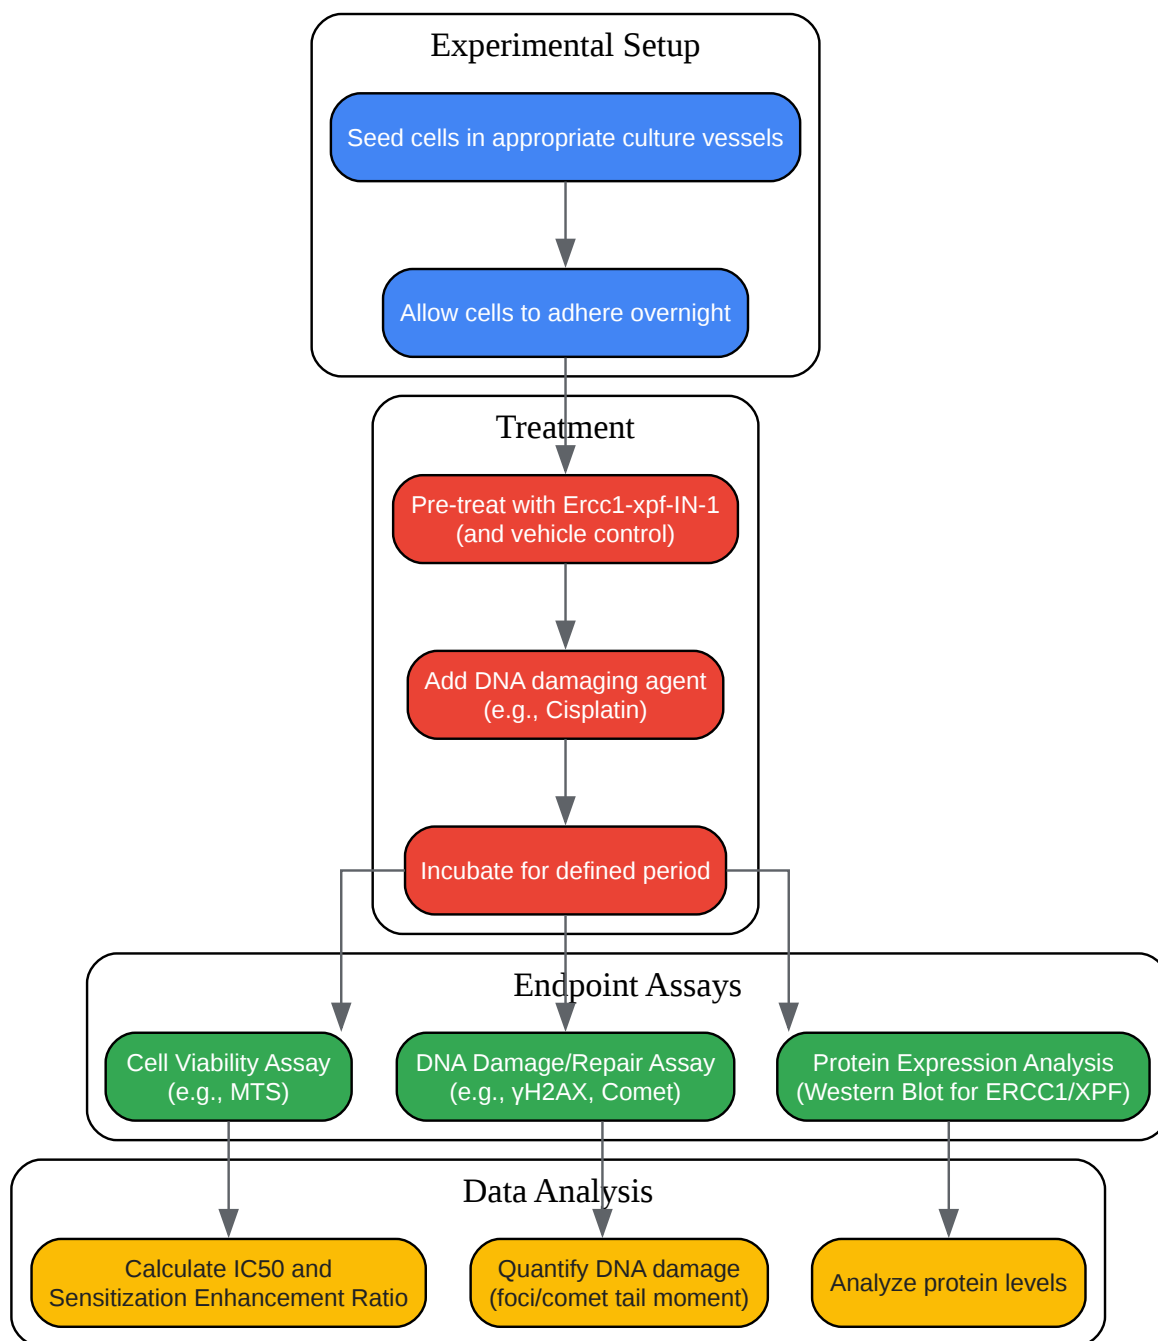 Experimental Setup
Seed cells in appropriate culture vessels
Allow cells to adhere overnight
Treatment
Pre-treat with Ercc1-xpf-IN-1
(and vehicle control)
Add DNA damaging agent
(e.g., Cisplatin)
Incubate for defined period
Endpoint Assays
Cell Viability Assay
(e.g., MTS)
DNA Damage/Repair Assay
(e.g., γH2AX, Comet)
Protein Expression Analysis
(Western Blot for ERCC1/XPF)
Data Analysis
Calculate IC50 and
Sensitization Enhancement Ratio
Quantify DNA damage
(foci/comet tail moment)
Analyze protein levels